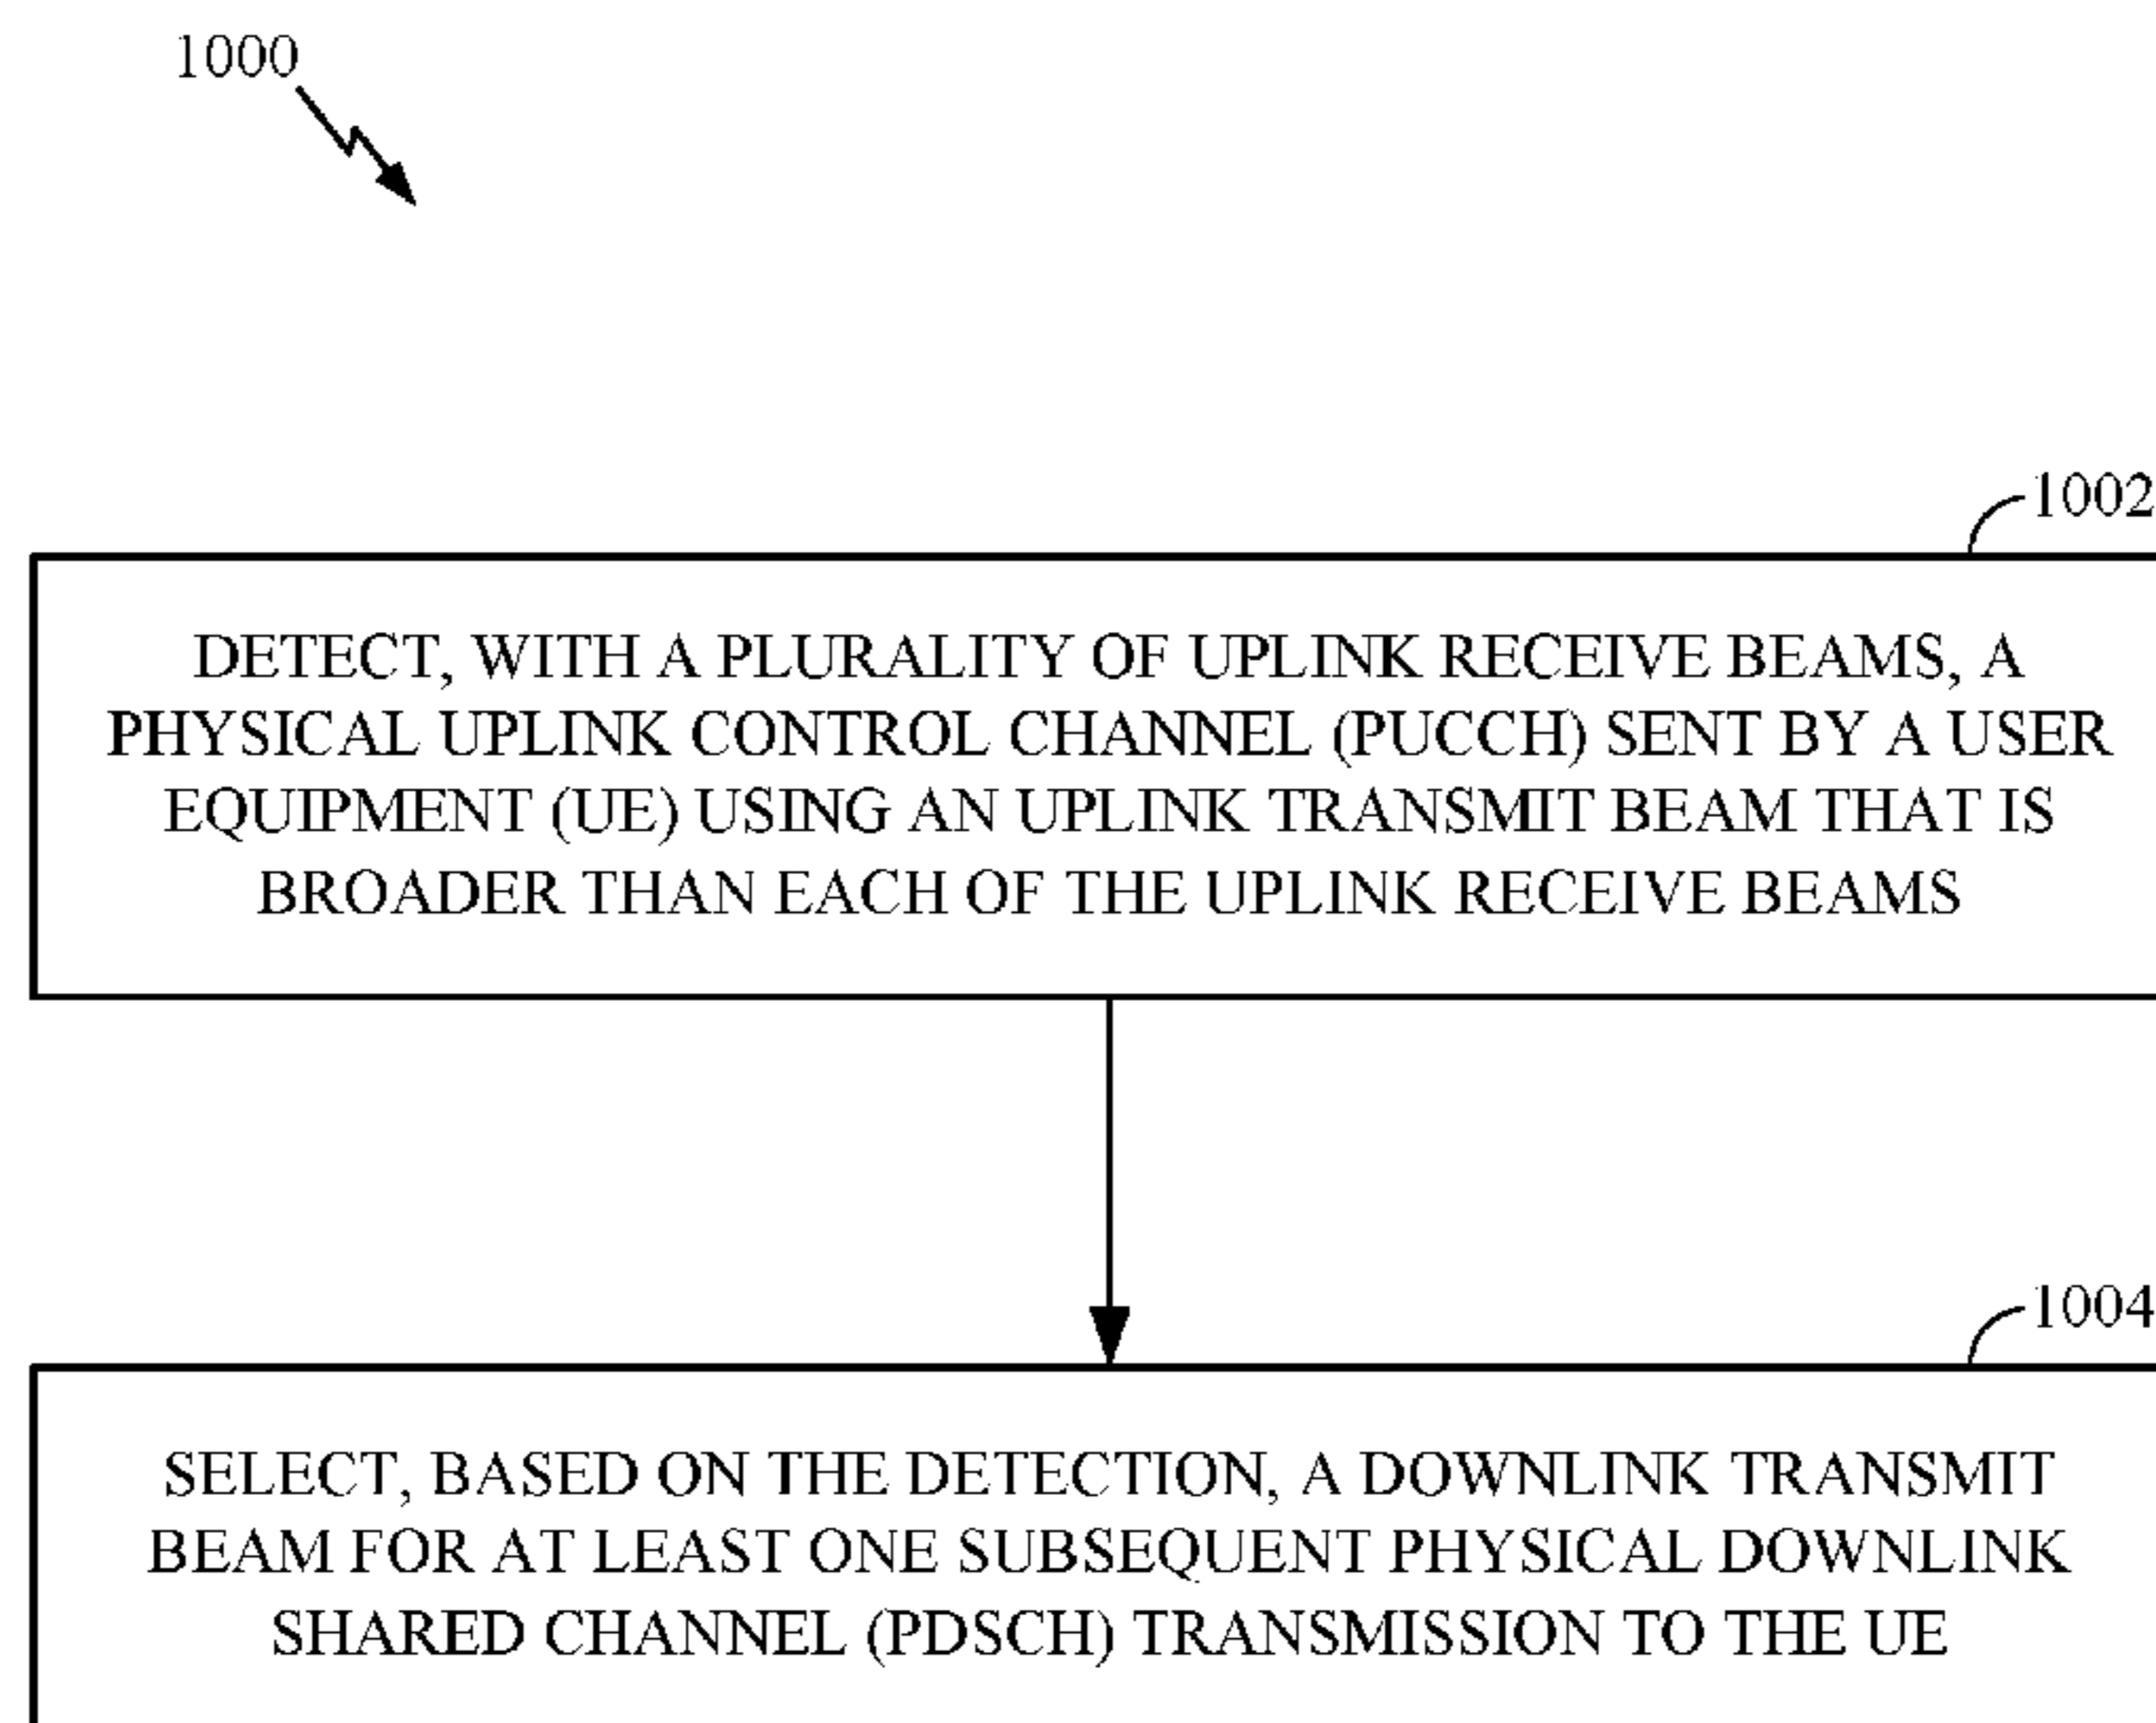 1000
1002
DETECT, WITH A PLURALITY OF UPLINK RECEIVE BEAMS, A
PHYSICAL UPLINK CONTROL CHANNEL (PUCCH) SENT BY A USER
EQUIPMENT (UE) USING AN UPLINK TRANSMIT BEAM THAT IS
BROADER THAN EACH OF THE UPLINK RECEIVE BEAMS
1004
SELECT, BASED ON THE DETECTION, A DOWNLINK TRANSMIT
BEAM FOR AT LEAST ONE SUBSEQUENT PHYSICAL DOWNLINK
SHARED CHANNEL (PDSCH) TRANSMISSION TO THE UE